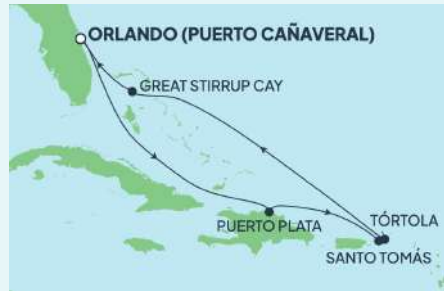 ORLANDO (PUERTO CAÑAVERAL)
GREAT STIRRUP CAY
PUERTO PLATA
TÓRTOLA
SANTO TOMÁS